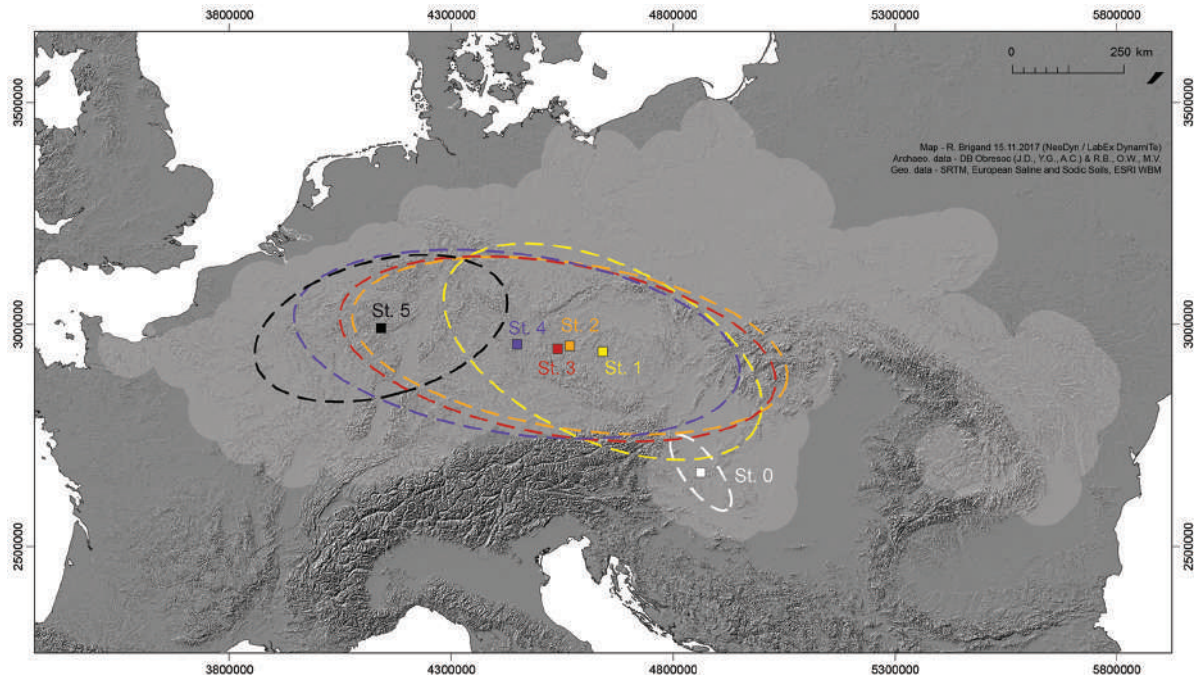 3800000 4300000 4800000 5300000 5800000
0 250 km
3500000 3500000
Map - R. Brigand 15.11.2017 (NeoDyn / LabEx DynamiTe)
Archaeo. data - DB Obresoc (J.D., Y.G., A.C.) & R.B., O.W., M.V.
Geo. data - SRTM, European Saline and Sodic Soils, ESRI WBM
St. 5
3000000 3000000
St. 4 St. 2
St. 3 St. 1
St. 0
2500000 2500000
3800000 4300000 4800000 5300000 5800000